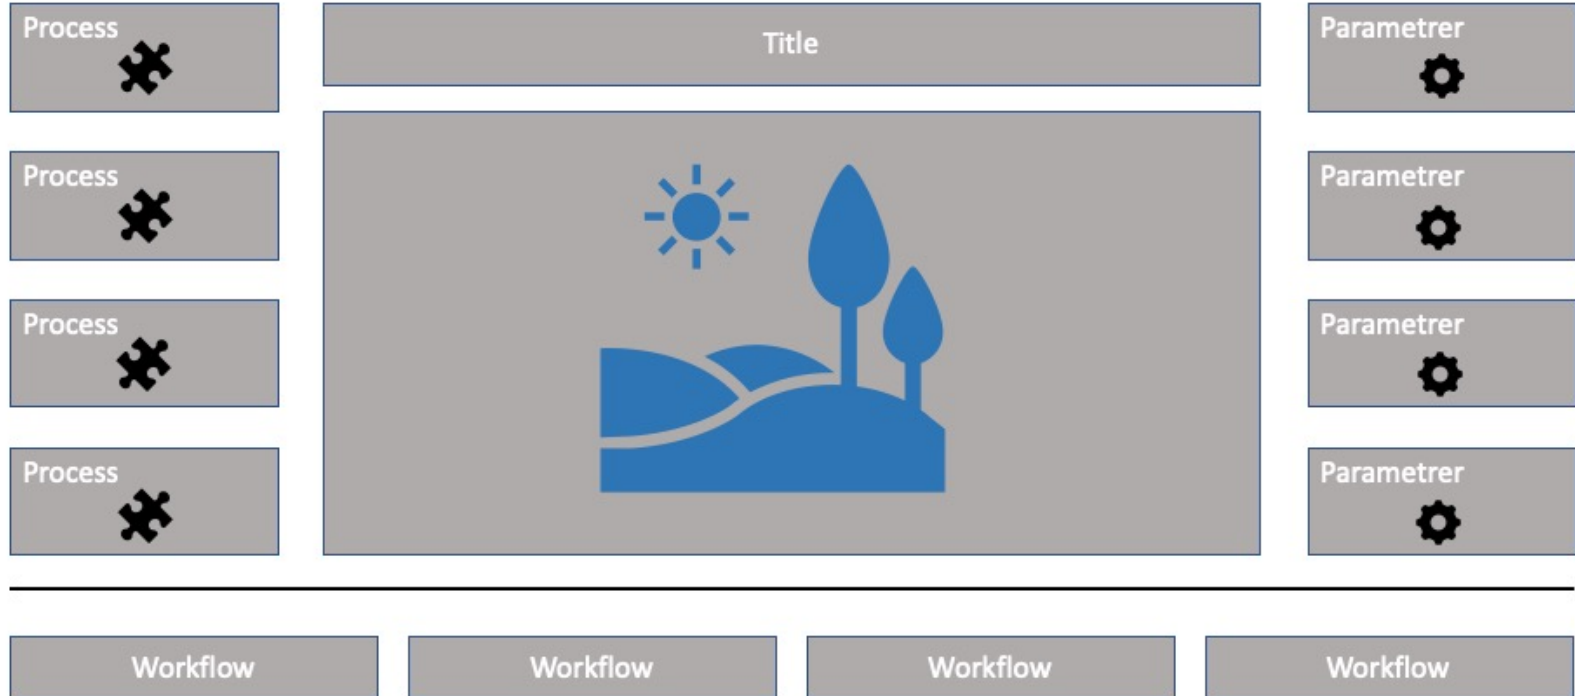 Process
Title
Parametrer
Process
Parametrer
Process
Parametrer
Process
Parametrer
Workflow
Workflow
Workflow
Workflow